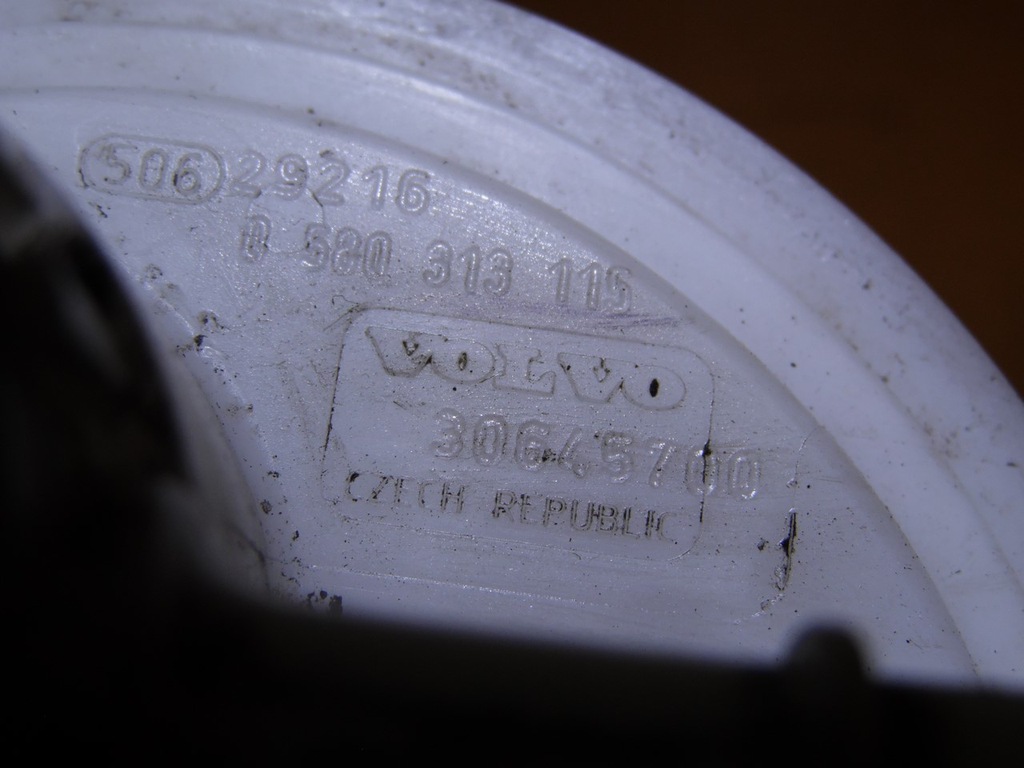 506 29216
0 580 313 115
VOLVO
30645700
CZECH REPUBLIC